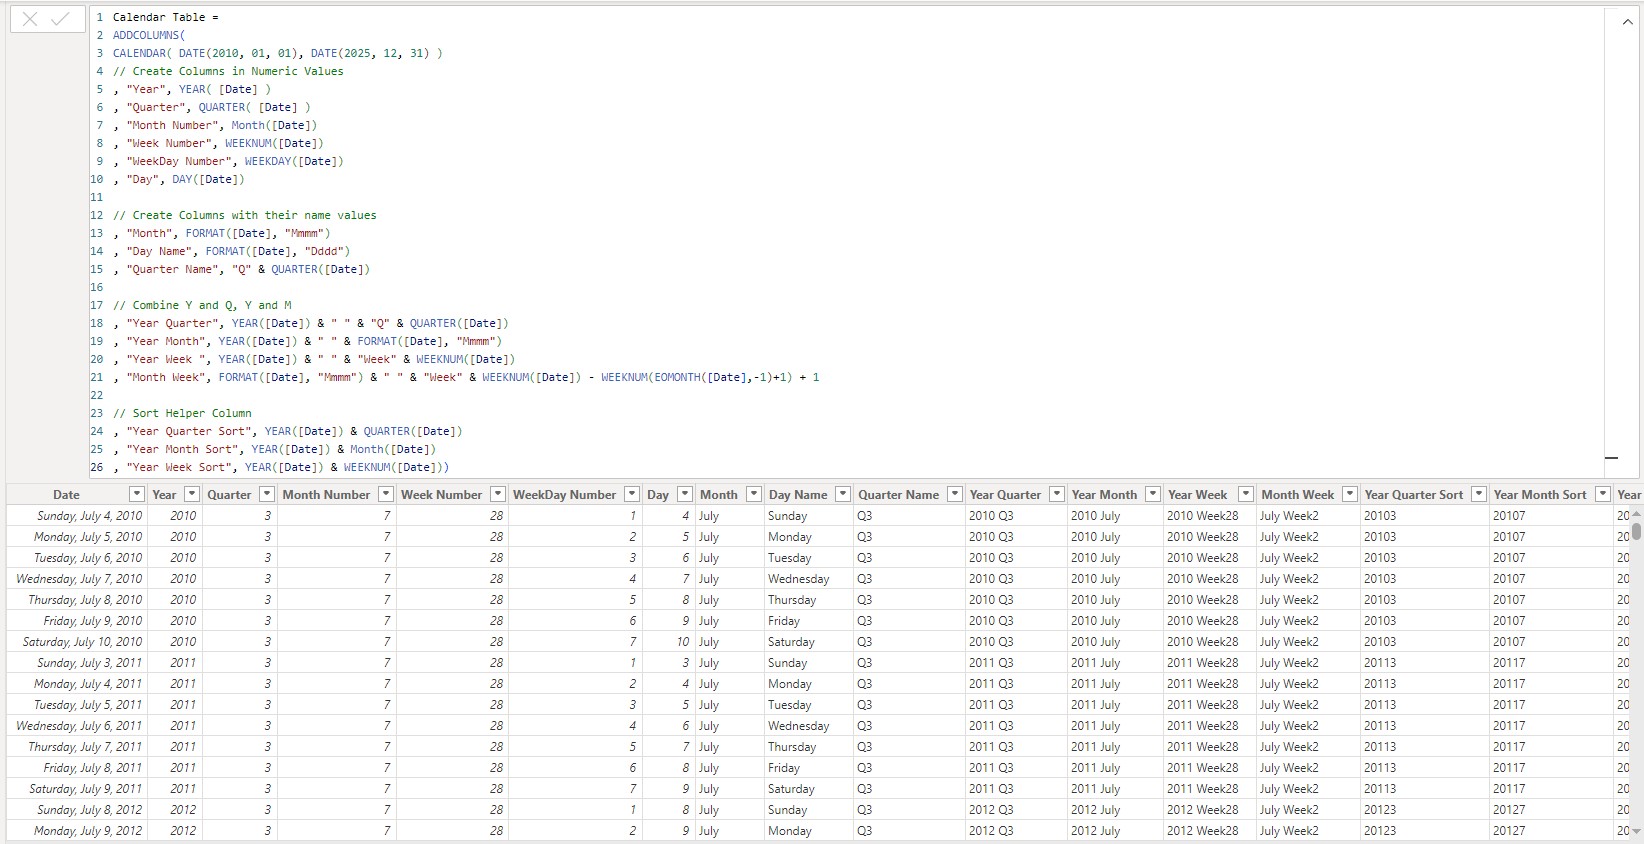 1 Calendar Table =
2 ADDCOLUMNS(
3 CALENDAR( DATE(2010, 01, 01), DATE(2025, 12, 31) )
4 // Create Columns in Numeric Values
5 , "Year", YEAR( [Date] )
6 , "Quarter", QUARTER( [Date] )
7 , "Month Number", Month([Date])
8 , "Week Number", WEEKNUM([Date])
9 , "WeekDay Number", WEEKDAY([Date])
10 , "Day", DAY([Date])
11
12 // Create Columns with their name values
13 , "Month", FORMAT([Date], "Mmmm")
14 , "Day Name", FORMAT([Date], "Dddd")
15 , "Quarter Name", "Q" & QUARTER([Date])
16
17 // Combine Y and Q, Y and M
18 , "Year Quarter", YEAR([Date]) & " " & "Q" & QUARTER([Date])
19 , "Year Month", YEAR([Date]) & " " & FORMAT([Date], "Mmmm")
20 , "Year Week ", YEAR([Date]) & " " & "Week" & WEEKNUM([Date])
21 , "Month Week", FORMAT([Date], "Mmmm") & " " & "Week" & WEEKNUM([Date]) - WEEKNUM(EOMONTH([Date],-1)+1) + 1
22
23 // Sort Helper Column
24 , "Year Quarter Sort", YEAR([Date]) & QUARTER([Date])
25 , "Year Month Sort", YEAR([Date]) & Month([Date])
26 , "Year Week Sort", YEAR([Date]) & WEEKNUM([Date]))
Date Year Quarter Month Number Week Number WeekDay Number Day Month Day Name Quarter Name Year Quarter Year Month Year Week Month Week Year Quarter Sort Year Month Sort Year
Sunday, July 4, 2010 2010 3 7 28 1 4 July Sunday Q3 2010 Q3 2010 July 2010 Week28 July Week2 20103 20107 20
Monday, July 5, 2010 2010 3 7 28 2 5 July Monday Q3 2010 Q3 2010 July 2010 Week28 July Week2 20103 20107 20
Tuesday, July 6, 2010 2010 3 7 28 3 6 July Tuesday Q3 2010 Q3 2010 July 2010 Week28 July Week2 20103 20107 20
Wednesday, July 7, 2010 2010 3 7 28 4 7 July Wednesday Q3 2010 Q3 2010 July 2010 Week28 July Week2 20103 20107 20
Thursday, July 8, 2010 2010 3 7 28 5 8 July Thursday Q3 2010 Q3 2010 July 2010 Week28 July Week2 20103 20107 20
Friday, July 9, 2010 2010 3 7 28 6 9 July Friday Q3 2010 Q3 2010 July 2010 Week28 July Week2 20103 20107 20
Saturday, July 10, 2010 2010 3 7 28 7 10 July Saturday Q3 2010 Q3 2010 July 2010 Week28 July Week2 20103 20107 20
Sunday, July 3, 2011 2011 3 7 28 1 3 July Sunday Q3 2011 Q3 2011 July 2011 Week28 July Week2 20113 20117 20
Monday, July 4, 2011 2011 3 7 28 2 4 July Monday Q3 2011 Q3 2011 July 2011 Week28 July Week2 20113 20117 20
Tuesday, July 5, 2011 2011 3 7 28 3 5 July Tuesday Q3 2011 Q3 2011 July 2011 Week28 July Week2 20113 20117 20
Wednesday, July 6, 2011 2011 3 7 28 4 6 July Wednesday Q3 2011 Q3 2011 July 2011 Week28 July Week2 20113 20117 20
Thursday, July 7, 2011 2011 3 7 28 5 7 July Thursday Q3 2011 Q3 2011 July 2011 Week28 July Week2 20113 20117 20
Friday, July 8, 2011 2011 3 7 28 6 8 July Friday Q3 2011 Q3 2011 July 2011 Week28 July Week2 20113 20117 20
Saturday, July 9, 2011 2011 3 7 28 7 9 July Saturday Q3 2011 Q3 2011 July 2011 Week28 July Week2 20113 20117 20
Sunday, July 8, 2012 2012 3 7 28 1 8 July Sunday Q3 2012 Q3 2012 July 2012 Week28 July Week2 20123 20127 20
Monday, July 9, 2012 2012 3 7 28 2 9 July Monday Q3 2012 Q3 2012 July 2012 Week28 July Week2 20123 20127 20